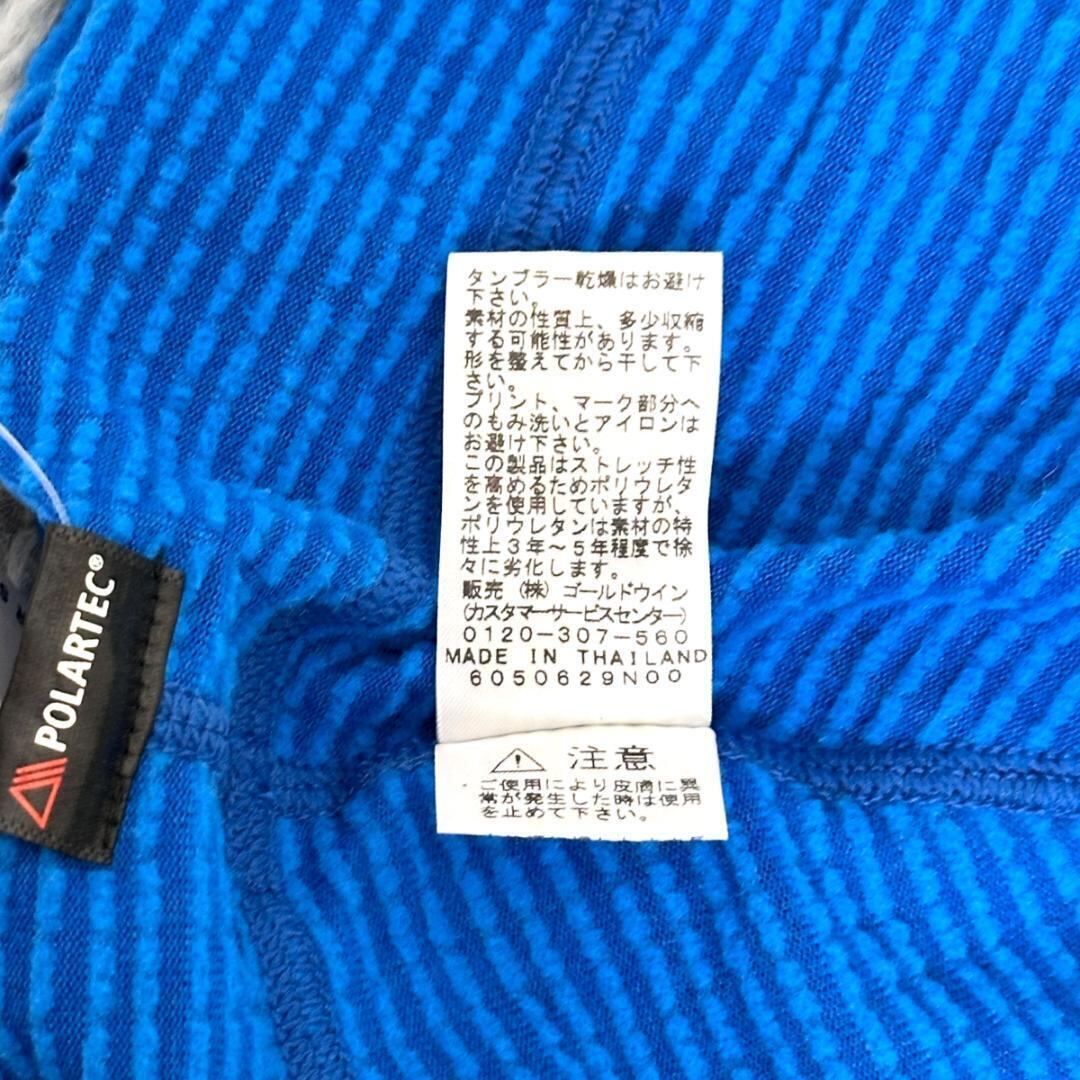 タンブラー乾燥はお避け
下さい。
素材の性質上、多少収縮
する可能性があります。
形を整えてから干して下
さい。
プリント、マーク部分へ
のもみ洗いとアイロンは
お避け下さい。
この製品はストレッチ性
を高めるためポリウレタ
ンを使用していますが、
ポリウレタンは素材の特
性上3年〜5年程度で徐
々に劣化します。
販売（株）ゴールドウイン
(カスタマーサービスセンター)
0120-307-560
MADE IN THAILAND
6050629N00
注意
ご使用により皮膚に異
常が発生した時は使用
を止めて下さい。
POLARTEC®